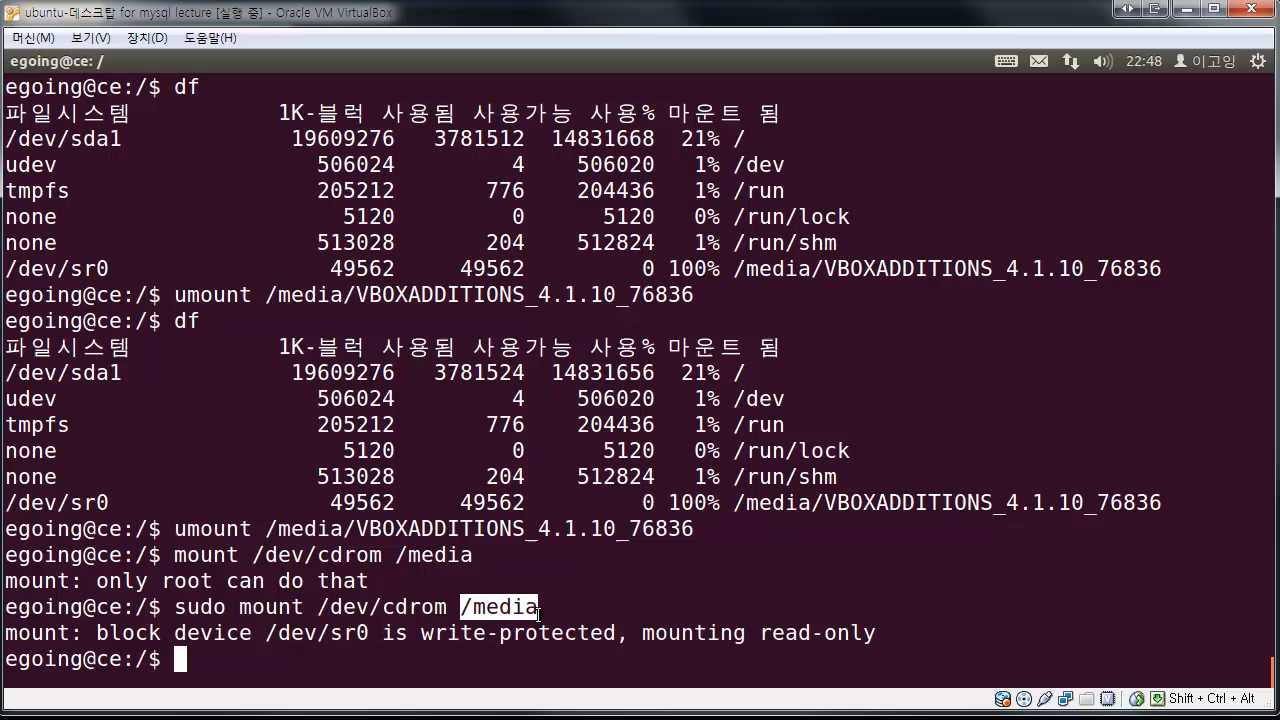 ubuntu-데스크탑 for mysql lecture [실행 중] - Oracle VM VirtualBox
머신(M) 보기(V) 장치(D) 도움말(H)
egoing@ce: / 22:48 이고잉
egoing@ce:/$ df
파일시스템 1K-블럭 사용됨 사용가능 사용% 마운트 됨
/dev/sda1 19609276 3781512 14831668 21% /
udev 506024 4 506020 1% /dev
tmpfs 205212 776 204436 1% /run
none 5120 0 5120 0% /run/lock
none 513028 204 512824 1% /run/shm
/dev/sr0 49562 49562 0 100% /media/VBOXADDITIONS_4.1.10_76836
egoing@ce:/$ umount /media/VBOXADDITIONS_4.1.10_76836
egoing@ce:/$ df
파일시스템 1K-블럭 사용됨 사용가능 사용% 마운트 됨
/dev/sda1 19609276 3781524 14831656 21% /
udev 506024 4 506020 1% /dev
tmpfs 205212 776 204436 1% /run
none 5120 0 5120 0% /run/lock
none 513028 204 512824 1% /run/shm
/dev/sr0 49562 49562 0 100% /media/VBOXADDITIONS_4.1.10_76836
egoing@ce:/$ umount /media/VBOXADDITIONS_4.1.10_76836
egoing@ce:/$ mount /dev/cdrom /media
mount: only root can do that
egoing@ce:/$ sudo mount /dev/cdrom /media
mount: block device /dev/sr0 is write-protected, mounting read-only
egoing@ce:/$
Shift + Ctrl + Alt